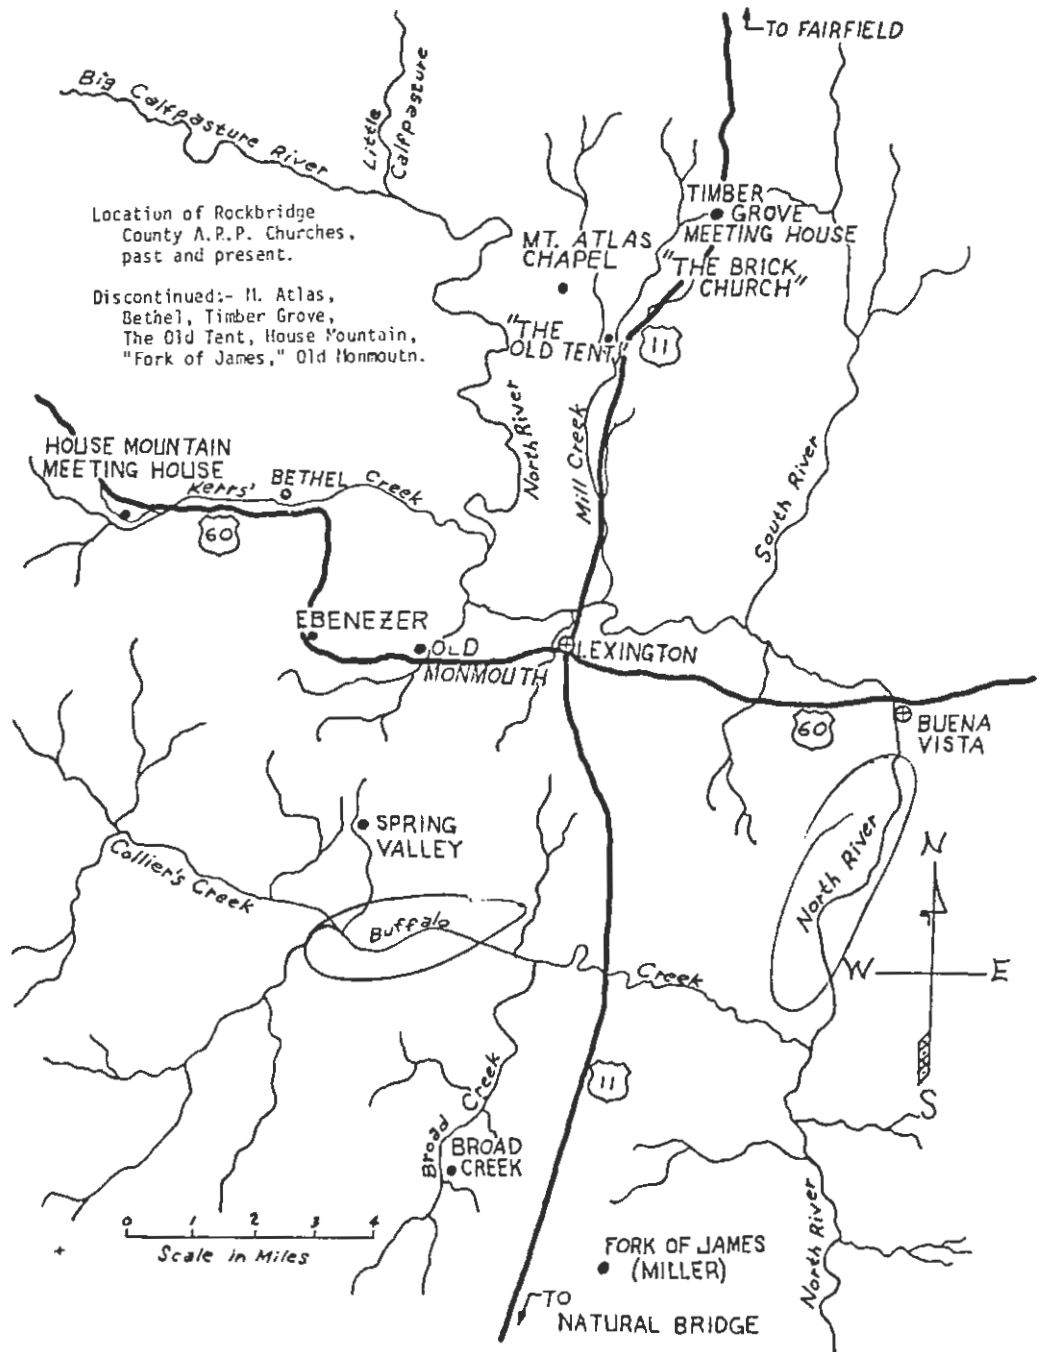 TO FAIRFIELD
Big Calfpasture River
Little
Calfpasture
Location of Rockbridge
County A.R.P. Churches,
past and present.
Discontinued:- M. Atlas,
Bethel, Timber Grove,
The Old Tent, House Mountain,
"Fork of James," Old Monmoutn.
TIMBER
GROVE
MEETING HOUSE
MT. ATLAS
CHAPEL
"THE BRICK
CHURCH"
"THE
OLD TENT"
11
North River
Mill Creek
South River
HOUSE MOUNTAIN
MEETING HOUSE
Kerrs' Creek
BETHEL
60
EBENEZER
OLD
MONMOUTH
LEXINGTON
60
BUENA
VISTA
SPRING
VALLEY
Collier's Creek
Buffalo Creek
North River
N
W E
S
11
Broad Creek
BROAD
CREEK
0 1 2 3 4
Scale in Miles
FORK OF JAMES
(MILLER)
North River
TO
NATURAL BRIDGE